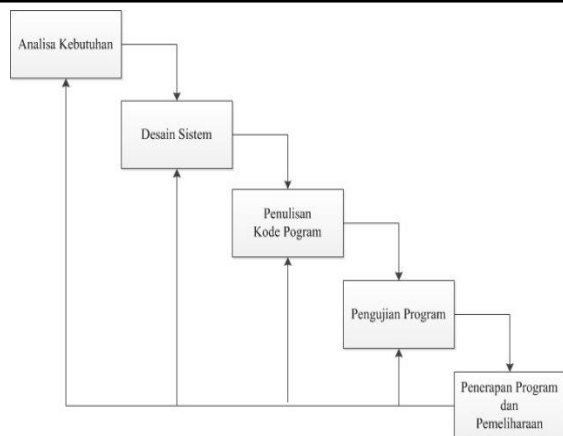 Analisa Kebutuhan
Desain Sistem
Penulisan
Kode Pogram
Pengujian Program
Penerapan Program
dan
Pemeliharaan